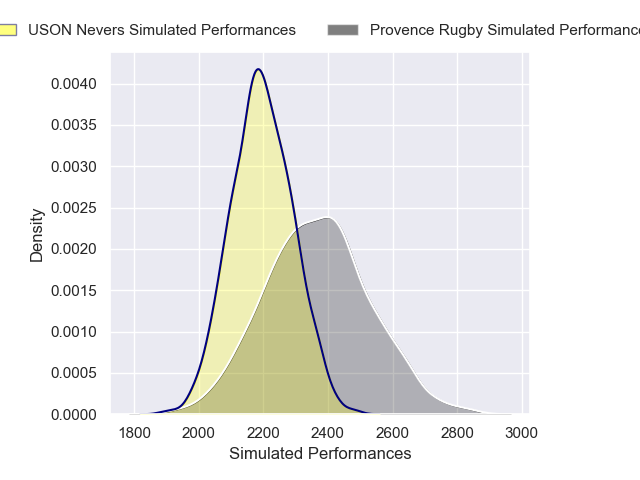 USON Nevers Simulated Performances
Provence Rugby Simulated Performance
0.0040
0.0035
0.0030
0.0025
0.0020
0.0015
0.0010
0.0005
0.0000
Density
1800 2000 2200 2400 2600 2800 3000
Simulated Performances